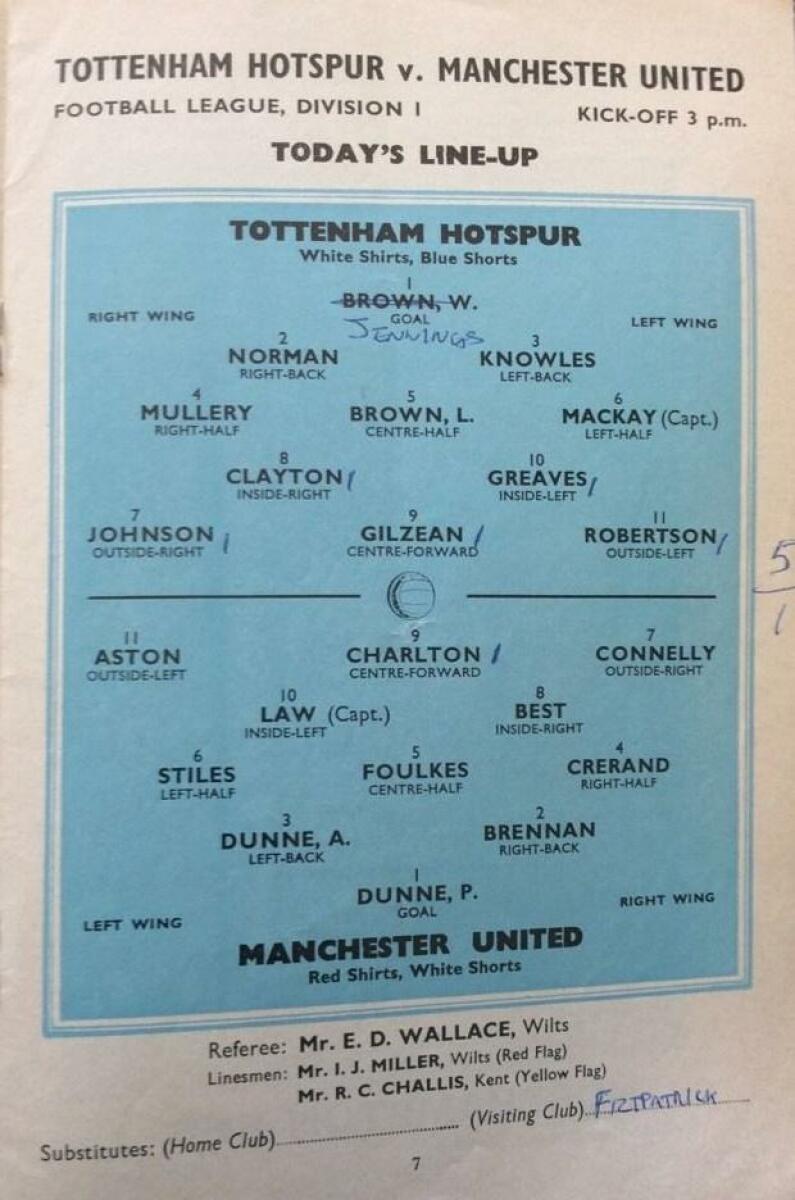 TOTTENHAM HOTSPUR v. MANCHESTER UNITED
FOOTBALL LEAGUE, DIVISION 1 KICK-OFF 3 p.m.
TODAY'S LINE-UP
TOTTENHAM HOTSPUR
White Shirts, Blue Shorts
1
BROWN, W.
RIGHT WING GOAL LEFT WING
JENNINGS
2 3
NORMAN KNOWLES
RIGHT-BACK LEFT-BACK
4 5 6
MULLERY BROWN, L. MACKAY (Capt.)
RIGHT-HALF CENTRE-HALF LEFT-HALF
8 10
CLAYTON / GREAVES /
INSIDE-RIGHT INSIDE-LEFT
7 9 11
JOHNSON / GILZEAN / ROBERTSON /
OUTSIDE-RIGHT CENTRE-FORWARD OUTSIDE-LEFT
5
1
11 9 7
ASTON CHARLTON / CONNELLY
OUTSIDE-LEFT CENTRE-FORWARD OUTSIDE-RIGHT
10 8
LAW (Capt.) BEST
INSIDE-LEFT INSIDE-RIGHT
6 5 4
STILES FOULKES CRERAND
LEFT-HALF CENTRE-HALF RIGHT-HALF
3 2
DUNNE, A. BRENNAN
LEFT-BACK RIGHT-BACK
1
DUNNE, P.
LEFT WING GOAL RIGHT WING
MANCHESTER UNITED
Red Shirts, White Shorts
Referee: Mr. E. D. WALLACE, Wilts
Linesmen: Mr. I. J. MILLER, Wilts (Red Flag)
Mr. R. C. CHALLIS, Kent (Yellow Flag)
Substitutes: (Home Club).................... (Visiting Club)..FIZTPATRICK......
7